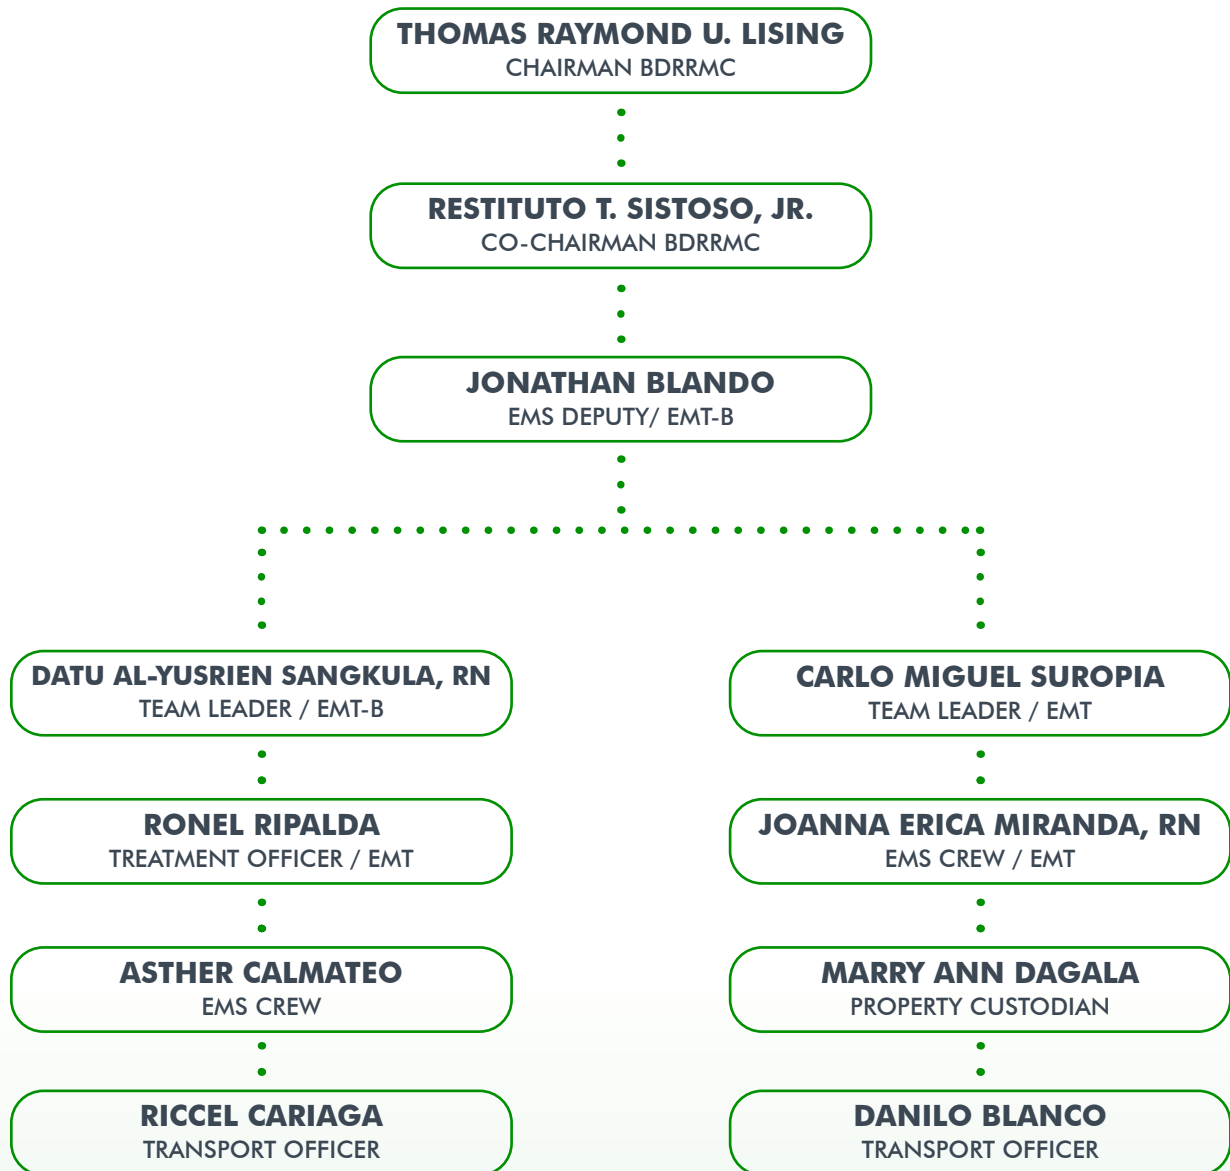 THOMAS RAYMOND U. LISING
CHAIRMAN BDRRMC
RESTITUTO T. SISTOSO, JR.
CO-CHAIRMAN BDRRMC
JONATHAN BLANDO
EMS DEPUTY/ EMT-B
DATU AL-YUSRIEN SANGKULA, RN
TEAM LEADER / EMT-B
RONEL RIPALDA
TREATMENT OFFICER / EMT
ASTHER CALMATEO
EMS CREW
RICCEL CARIAGA
TRANSPORT OFFICER
CARLO MIGUEL SUROPIA
TEAM LEADER / EMT
JOANNA ERICA MIRANDA, RN
EMS CREW / EMT
MARRY ANN DAGALA
PROPERTY CUSTODIAN
DANILO BLANCO
TRANSPORT OFFICER